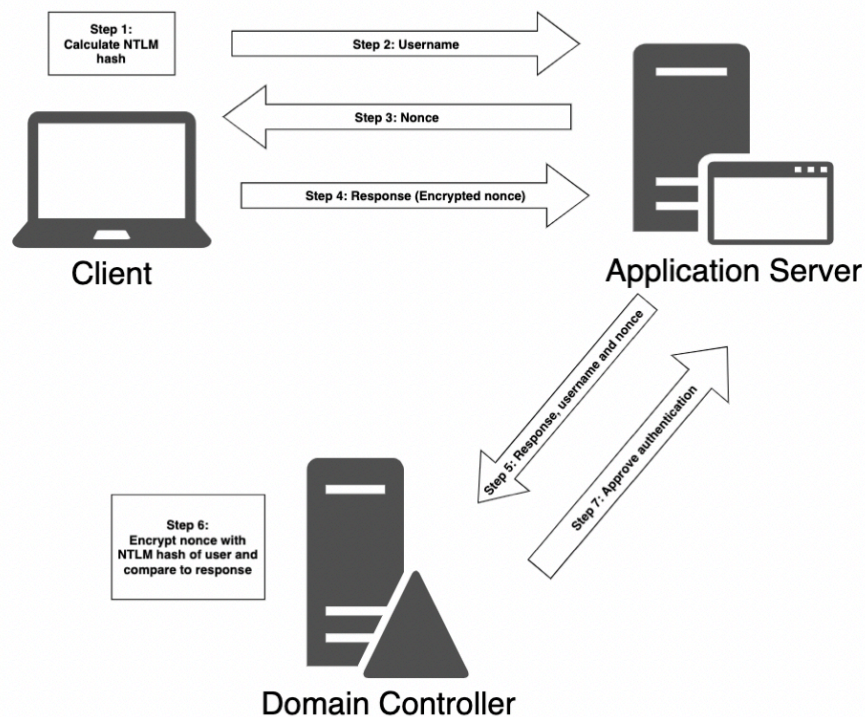 Step 1:
Calculate NTLM
hash
Step 2: Username
Step 3: Nonce
Step 4: Response (Encrypted nonce)
Client
Application Server
Step 5: Response, username and nonce
Step 7: Approve authentication
Step 6:
Encrypt nonce with
NTLM hash of user and
compare to response
Domain Controller